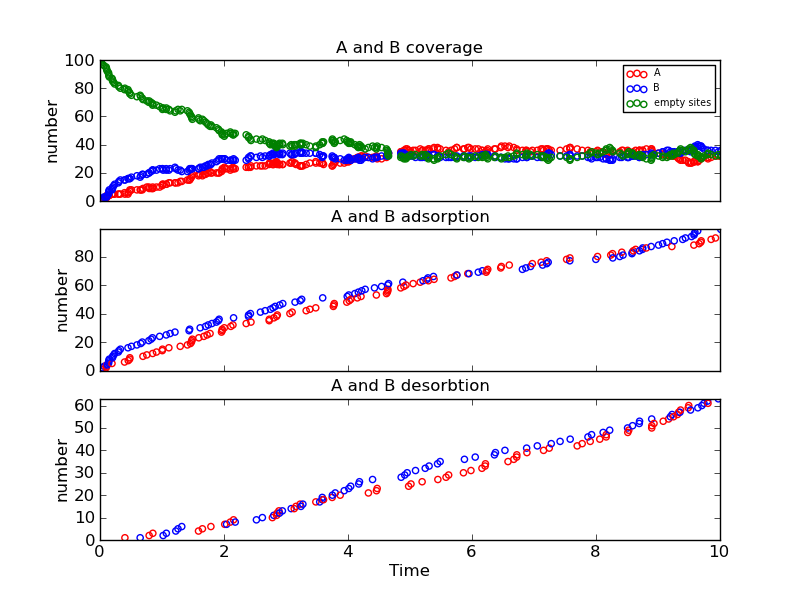 A and B coverage
100
80
60
40
20
0
number
A
B
empty sites
A and B adsorption
80
60
40
20
0
number
A and B desorbtion
60
50
40
30
20
10
0
number
0 2 4 6 8 10
Time